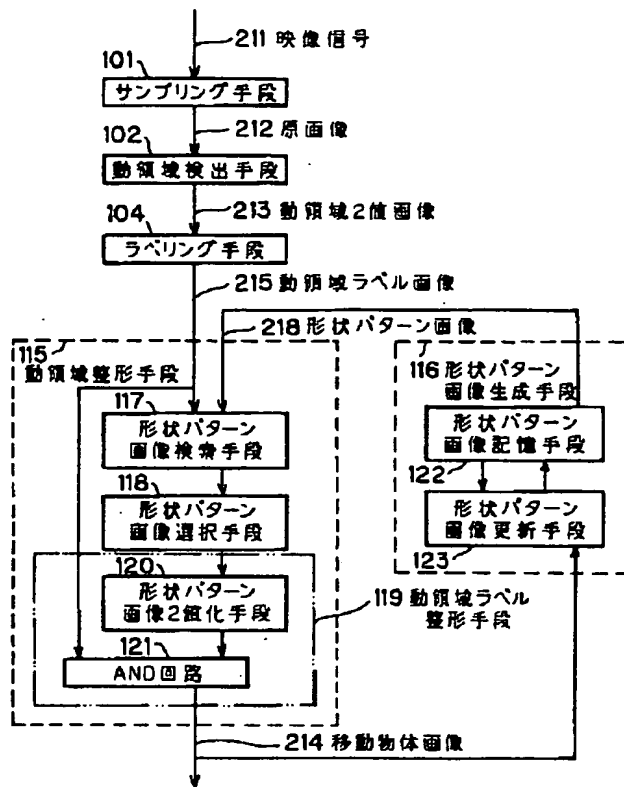 211 映像信号
101
サンプリング手段
212 原画像
102
動領域検出手段
213 動領域2値画像
104
ラベリング手段
215 動領域ラベル画像
218 形状パターン画像
115
動領域整形手段
116 形状パターン
画像生成手段
117
形状パターン
画像検索手段
形状パターン
画像記憶手段
122
118
形状パターン
画像選択手段
形状パターン
画像更新手段
123
120
形状パターン
画像2値化手段
119 動領域ラベル
整形手段
121
AND回路
214 移動物体画像